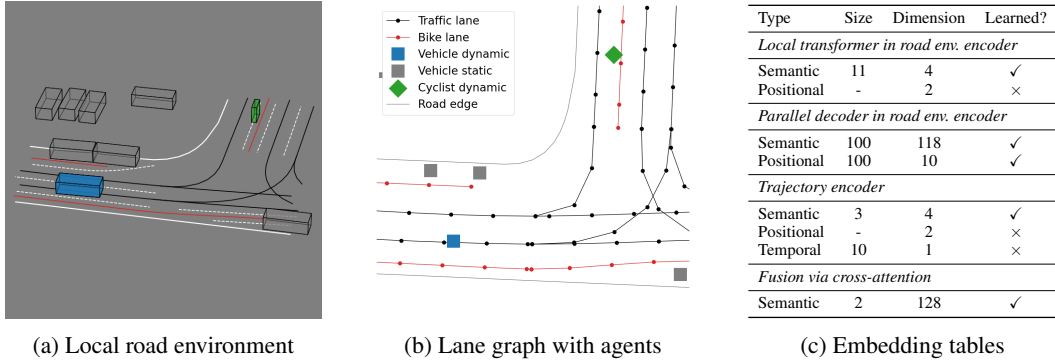 Traffic lane
Bike lane
Vehicle dynamic
Vehicle static
Cyclist dynamic
Road edge
Type Size Dimension Learned?
Local transformer in road env. encoder
Semantic 11 4 ✓
Positional - 2 ×
Parallel decoder in road env. encoder
Semantic 100 118 ✓
Positional 100 10 ✓
Trajectory encoder
Semantic 3 4 ✓
Positional - 2 ×
Temporal 10 1 ×
Fusion via cross-attention
Semantic 2 128 ✓
(a) Local road environment
(b) Lane graph with agents
(c) Embedding tables